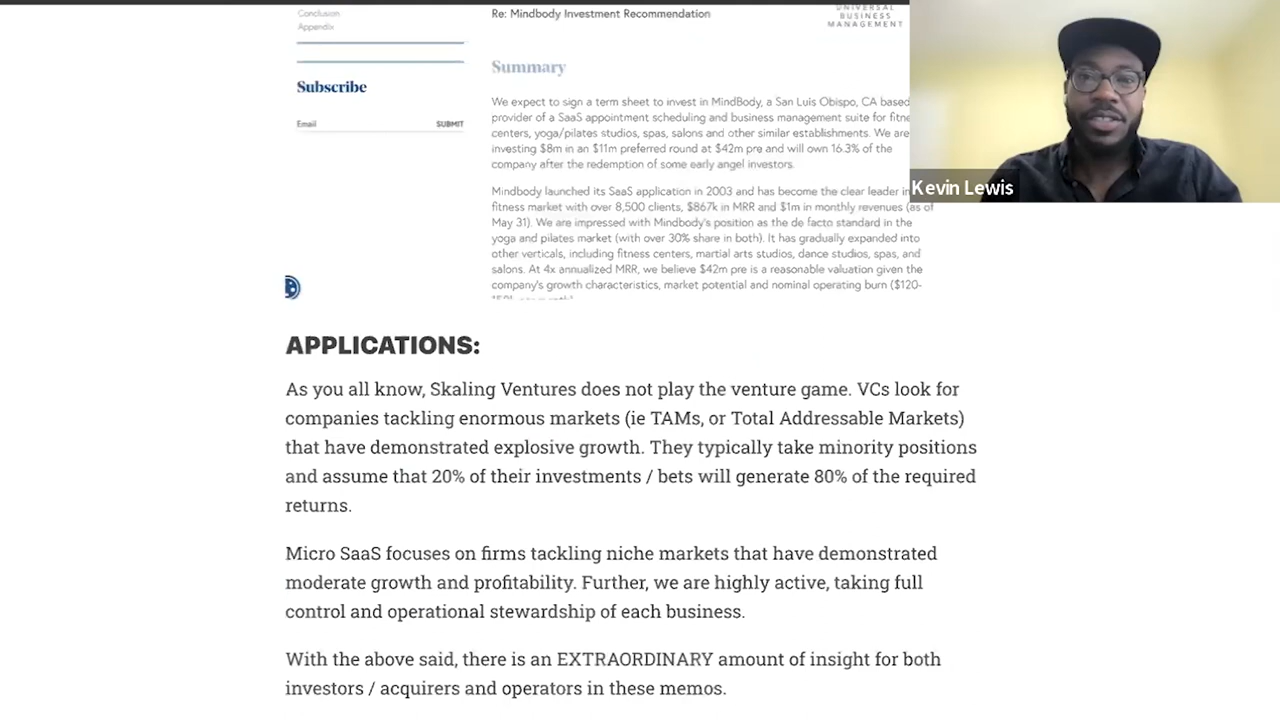 Conclusion
Appendix
Subscribe
Email SUBMIT
Re: Mindbody Investment Recommendation
UNIVERSAL
BUSINESS
MANAGEMENT
Summary
We expect to sign a term sheet to invest in MindBody, a San Luis Obispo, CA based
provider of a SaaS appointment scheduling and business management suite for fitne
centers, yoga/pilates studios, spas, salons and other similar establishments. We are
investing $8m in an $11m preferred round at $42m pre and will own 16.3% of the
company after the redemption of some early angel investors.
Mindbody launched its SaaS application in 2003 and has become the clear leader in
fitness market with over 8,500 clients, $867k in MRR and $1m in monthly revenues (as of
May 31). We are impressed with Mindbody's position as the de facto standard in the
yoga and pilates market (with over 30% share in both). It has gradually expanded into
other verticals, including fitness centers, martial arts studios, dance studios, spas, and
salons. At 4x annualized MRR, we believe $42m pre is a reasonable valuation given the
company's growth characteristics, market potential and nominal operating burn ($120-
Kevin Lewis
APPLICATIONS:
As you all know, Skaling Ventures does not play the venture game. VCs look for
companies tackling enormous markets (ie TAMs, or Total Addressable Markets)
that have demonstrated explosive growth. They typically take minority positions
and assume that 20% of their investments / bets will generate 80% of the required
returns.
Micro SaaS focuses on firms tackling niche markets that have demonstrated
moderate growth and profitability. Further, we are highly active, taking full
control and operational stewardship of each business.
With the above said, there is an EXTRAORDINARY amount of insight for both
investors / acquirers and operators in these memos.